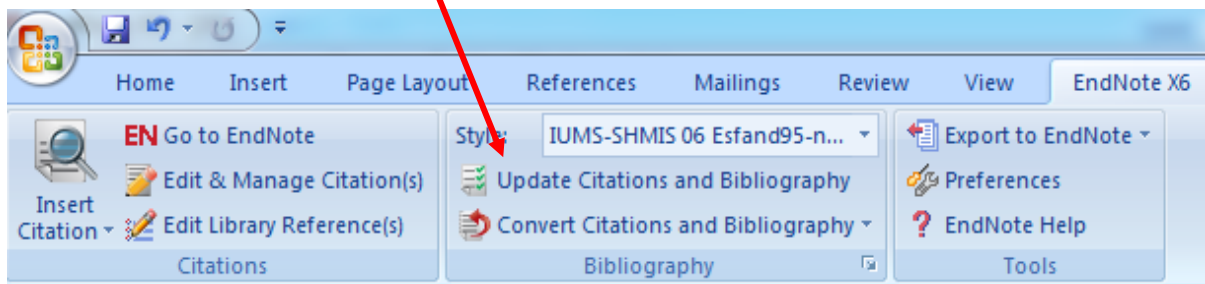 Home Insert Page Layout References Mailings Review View EndNote X6
EN Go to EndNote
Edit & Manage Citation(s)
Insert Citation
Edit Library Reference(s)
Citations
Style: IUMS-SHMIS 06 Esfand95-n...
Update Citations and Bibliography
Convert Citations and Bibliography
Bibliography
Export to EndNote
Preferences
? EndNote Help
Tools